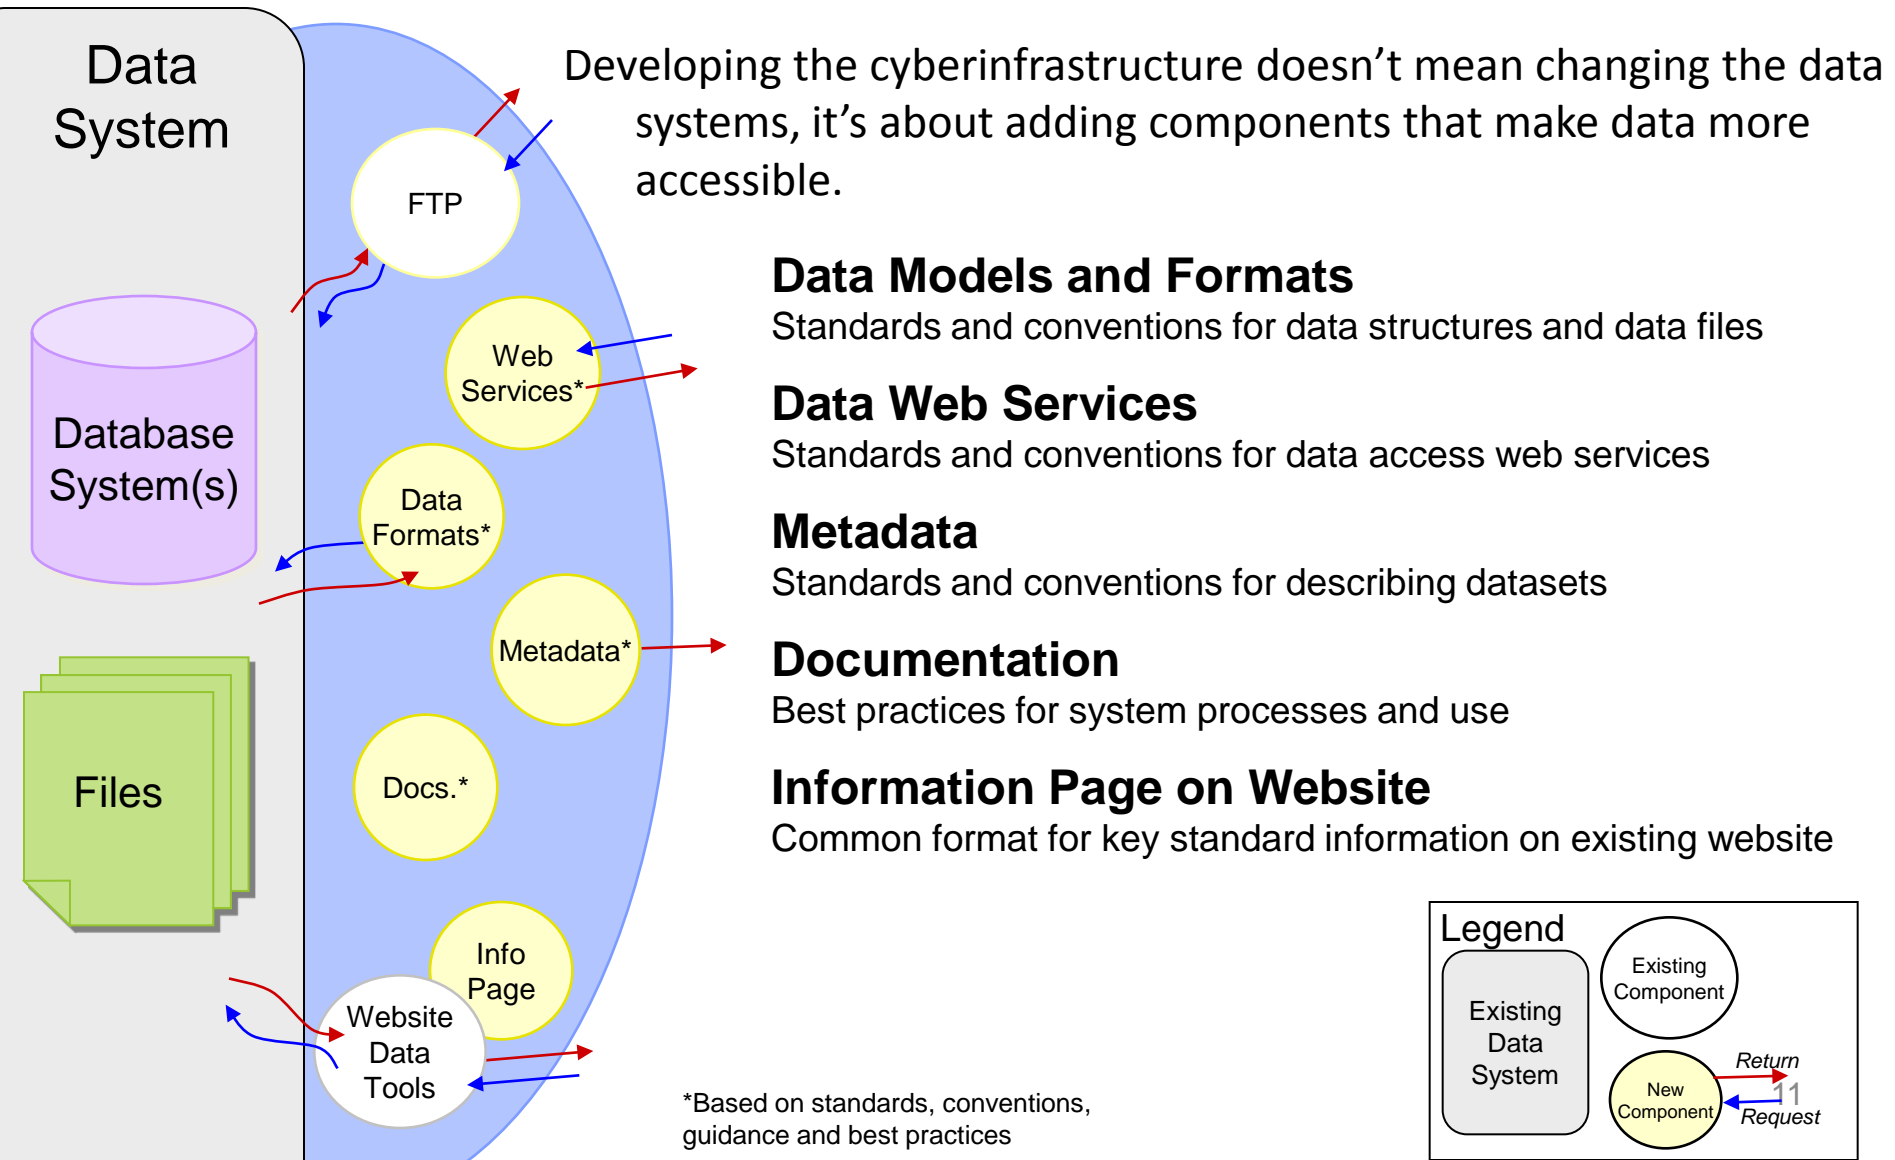 Data
System
Developing the cyberinfrastructure doesn’t mean changing the data
systems, it’s about adding components that make data more
accessible.
FTP
Web
Services*
Data
Formats*
Metadata*
Docs.*
Info
Page
Website
Data
Tools
Database
System(s)
Files
Data Models and Formats
Standards and conventions for data structures and data files
Data Web Services
Standards and conventions for data access web services
Metadata
Standards and conventions for describing datasets
Documentation
Best practices for system processes and use
Information Page on Website
Common format for key standard information on existing website
*Based on standards, conventions,
guidance and best practices
Legend
Existing
Data
System
Existing
Component
New
Component
Return
11
Request